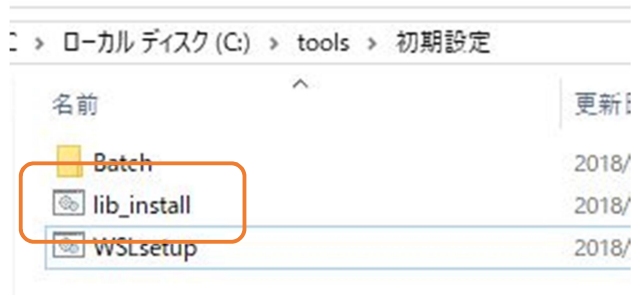 > ローカル ディスク (C:) > tools > 初期設定
名前 更新日
Batch 2018/
lib_install 2018/
WSLsetup 2018/